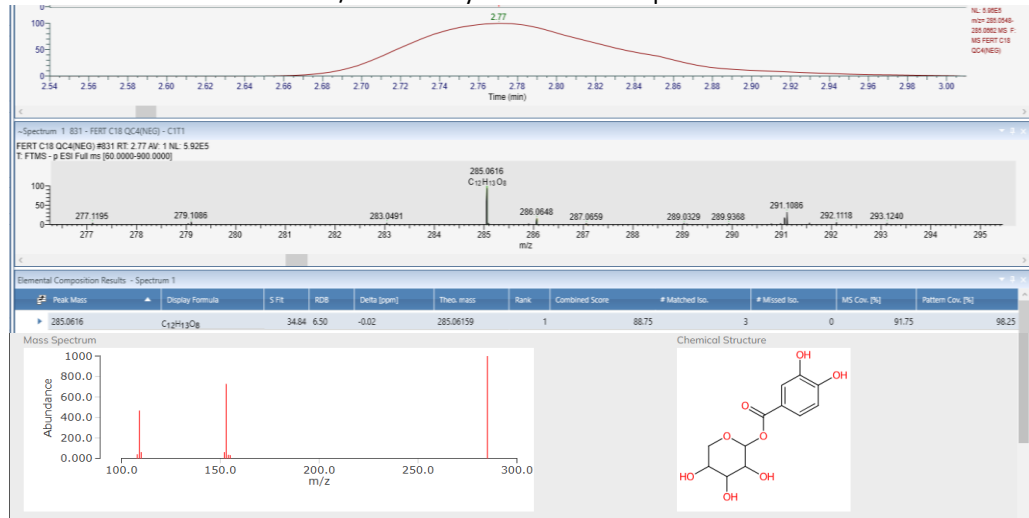 NL: 5.95E5
m/z= 285.0548-
285.0662 MS F:
MS FERT C18
QC4(NEG)
0
100
50
0
2.77
2.54 2.56 2.58 2.60 2.62 2.64 2.66 2.68 2.70 2.72 2.74 2.76 2.78 2.80 2.82 2.84 2.86 2.88 2.90 2.92 2.94 2.96 2.98 3.00
Time (min)
~Spectrum 1 831 - FERT C18 QC4(NEG) - C1T1
FERT C18 QC4(NEG) #831 RT: 2.77 AV: 1 NL: 5.92E5
T: FTMS - p ESI Full ms [60.0000-900.0000]
285.0616
C12H13O8
100
50
0
277.1195 279.1086 283.0491 286.0648 287.0659 289.0329 289.9368 291.1086 292.1118 293.1240
277 278 279 280 281 282 283 284 285 286 287 288 289 290 291 292 293 294 295
m/z
Elemental Composition Results - Spectrum 1
Peak Mass Display Formula S Fit RDB Delta [ppm] Theo. mass Rank Combined Score # Matched Iso. # Missed Iso. MS Cov. [%] Pattern Cov. [%]
285.0616 C12H13O8 34.84 6.50 -0.02 285.06159 1 88.75 3 0 91.75 98.25
Mass Spectrum
Chemical Structure
1000
800.0
600.0
400.0
200.0
0.000
Abundance
100.0 150.0 200.0 250.0 300.0
m/z
OH
OH
O
O
O
HO
OH
OH